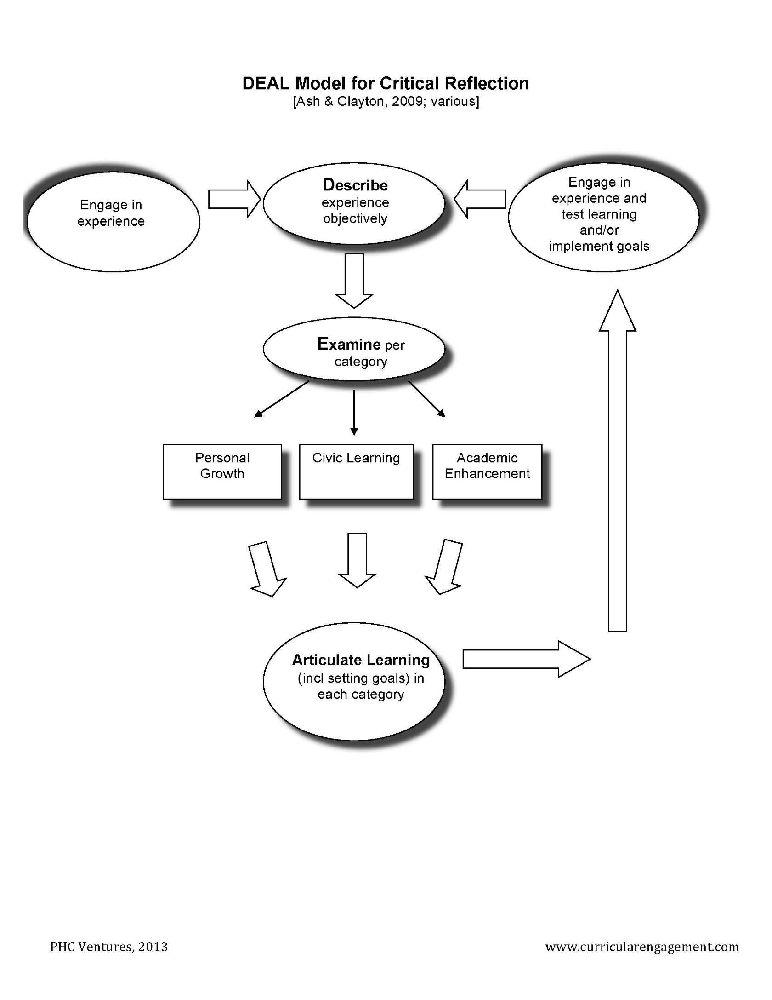 DEAL Model for Critical Reflection
[Ash & Clayton, 2009; various]
Engage in
experience
Describe
experience
objectively
Engage in
experience and
test learning
and/or
implement goals
Examine per
category
Personal
Growth
Civic Learning
Academic
Enhancement
Articulate Learning
(incl setting goals) in
each category
PHC Ventures, 2013
www.curricularengagement.com